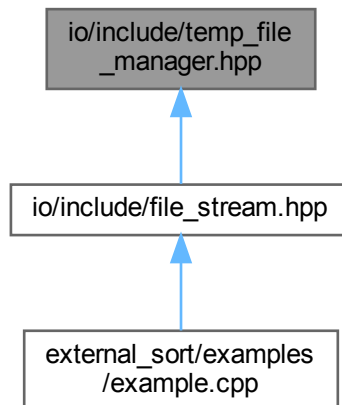 io/include/temp_file
_manager.hpp
io/include/file_stream.hpp
external_sort/examples
/example.cpp